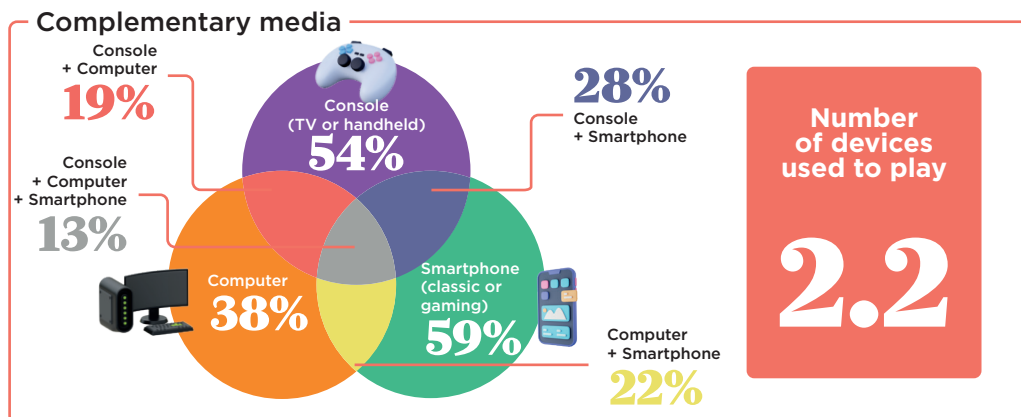 Complementary media
Console
+ Computer
19%
Console
+ Computer
+ Smartphone
13%
Console
(TV or handheld)
54%
28%
Console
+ Smartphone
Computer
38%
Smartphone
(classic or
gaming)
59%
Computer
+ Smartphone
22%
Number
of devices
used to play
2.2